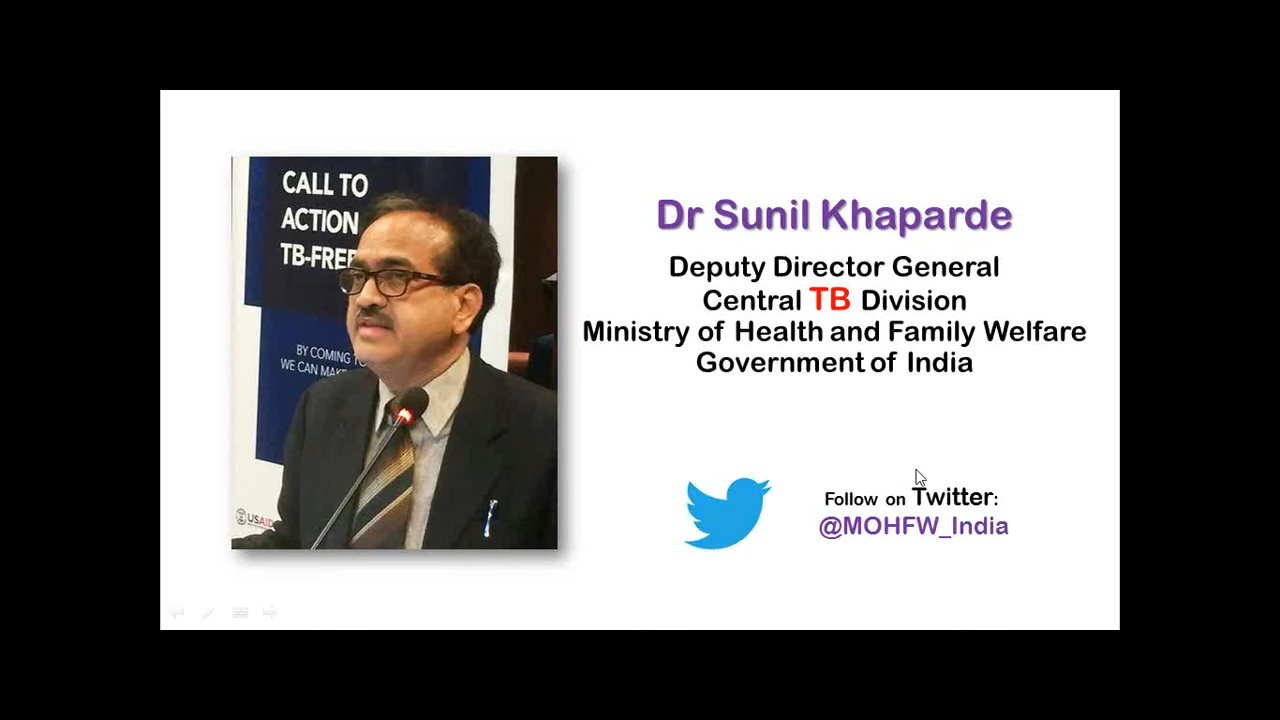 CALL TO
ACTION
TB-FREE
BY COMING
WE CAN
USAID
Dr Sunil Khaparde
Deputy Director General
Central TB Division
Ministry of Health and Family Welfare
Government of India
Follow on Twitter:
@MOHFW_India